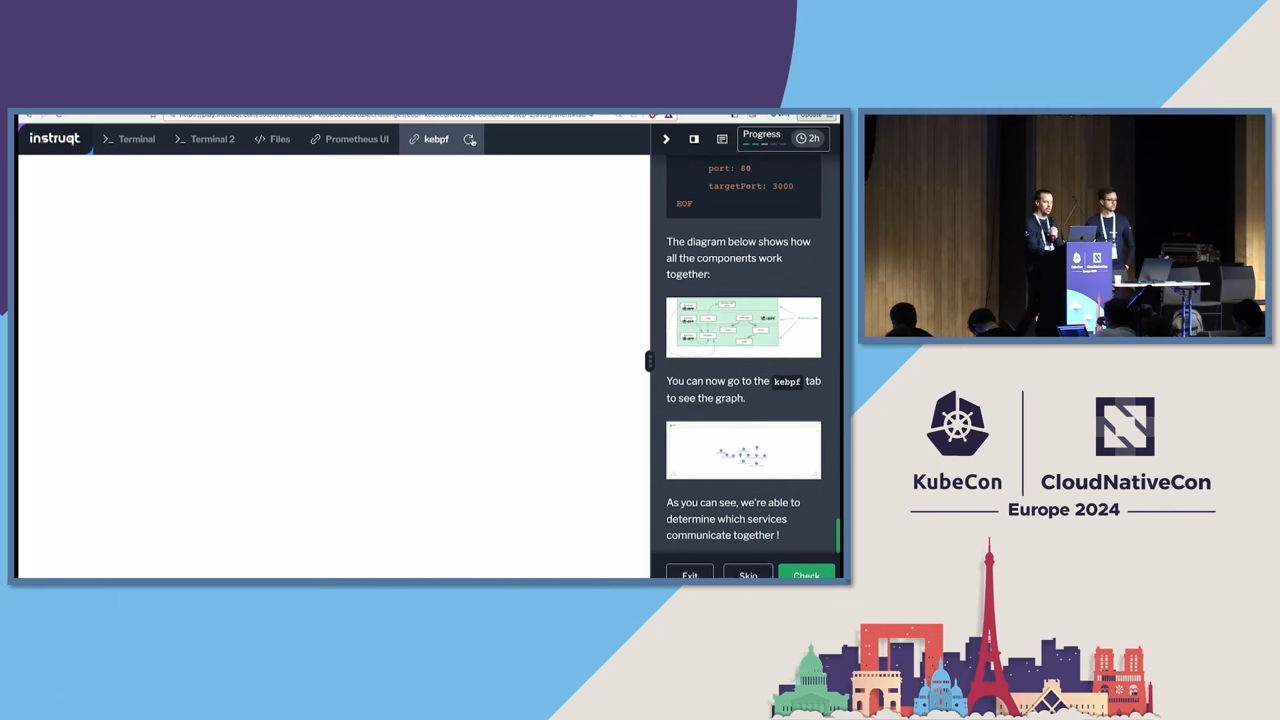 instruqt
>_ Terminal
>_ Terminal 2
Files
Prometheus UI
kebpf
Progress
2h
port: 80
targetPort: 3000
EOF
The diagram below shows how
all the components work
together:
You can now go to the kebpf tab
to see the graph.
As you can see, we're able to
determine which services
communicate together !
Exit
Skip
Check
KubeCon
CloudNativeCon
Europe 2024